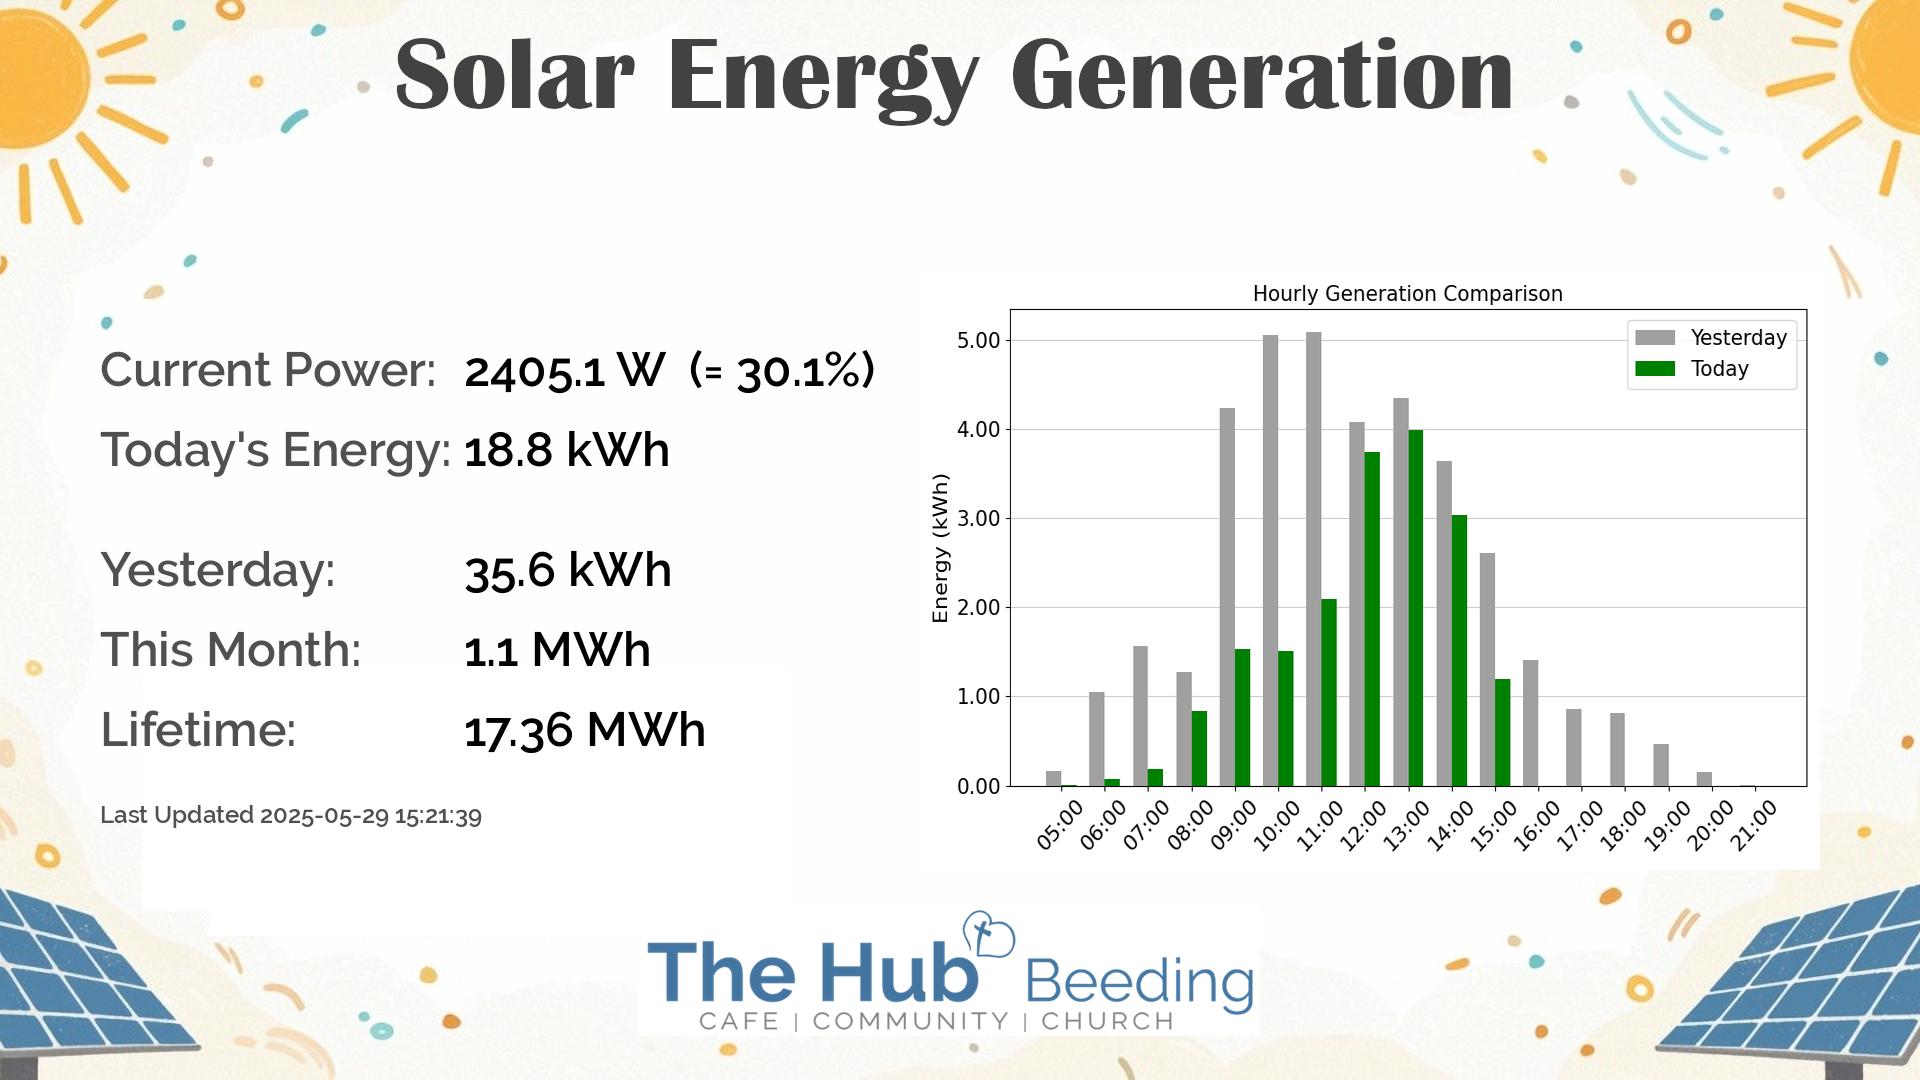 Solar Energy Generation
Current Power: 2405.1 W (= 30.1%)
Today's Energy: 18.8 kWh
Yesterday: 35.6 kWh
This Month: 1.1 MWh
Lifetime: 17.36 MWh
Last Updated 2025-05-29 15:21:39
Hourly Generation Comparison
Yesterday
Today
Energy (kWh)
5.00
4.00
3.00
2.00
1.00
0.00
05:00 06:00 07:00 08:00 09:00 10:00 11:00 12:00 13:00 14:00 15:00 16:00 17:00 18:00 19:00 20:00 21:00
The Hub Beeding
CAFE | COMMUNITY | CHURCH